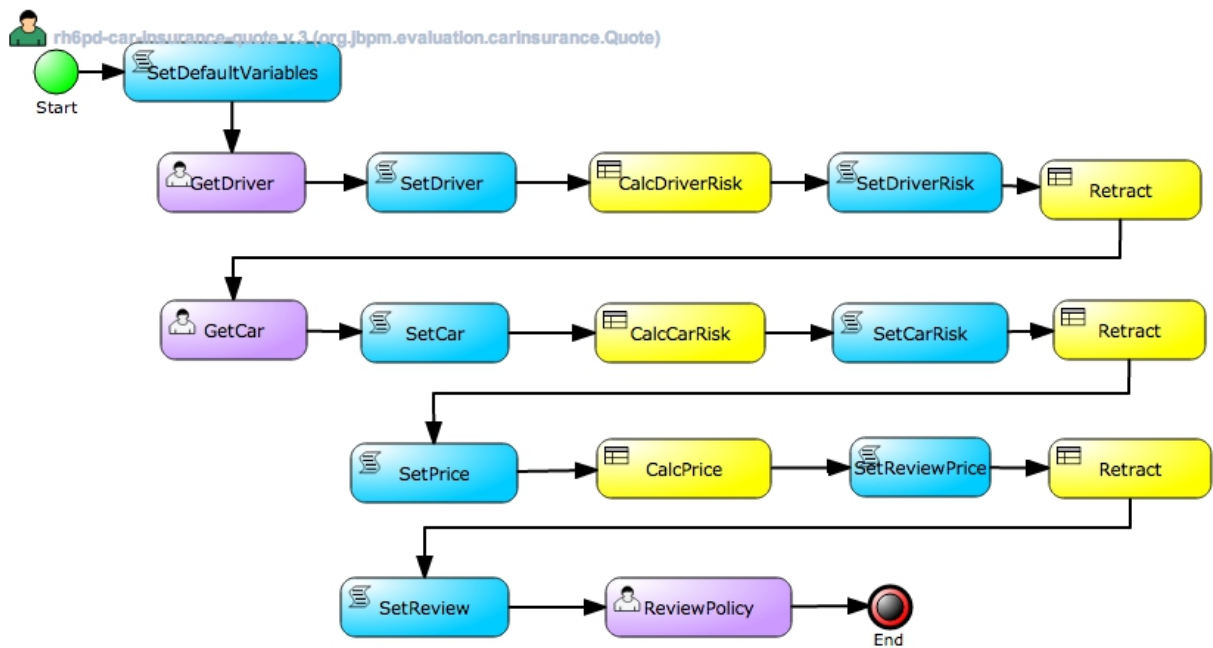 rh6pd-car-insurance-quote v.3 (org.jbpm.evaluation.carinsurance.Quote)
SetDefaultVariables
Start
GetDriver
SetDriver
CalcDriverRisk
SetDriverRisk
Retract
GetCar
SetCar
CalcCarRisk
SetCarRisk
Retract
SetPrice
CalcPrice
SetReviewPrice
Retract
SetReview
ReviewPolicy
End